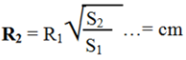 R₂ = R₁√(S₂/S₁) …= cm